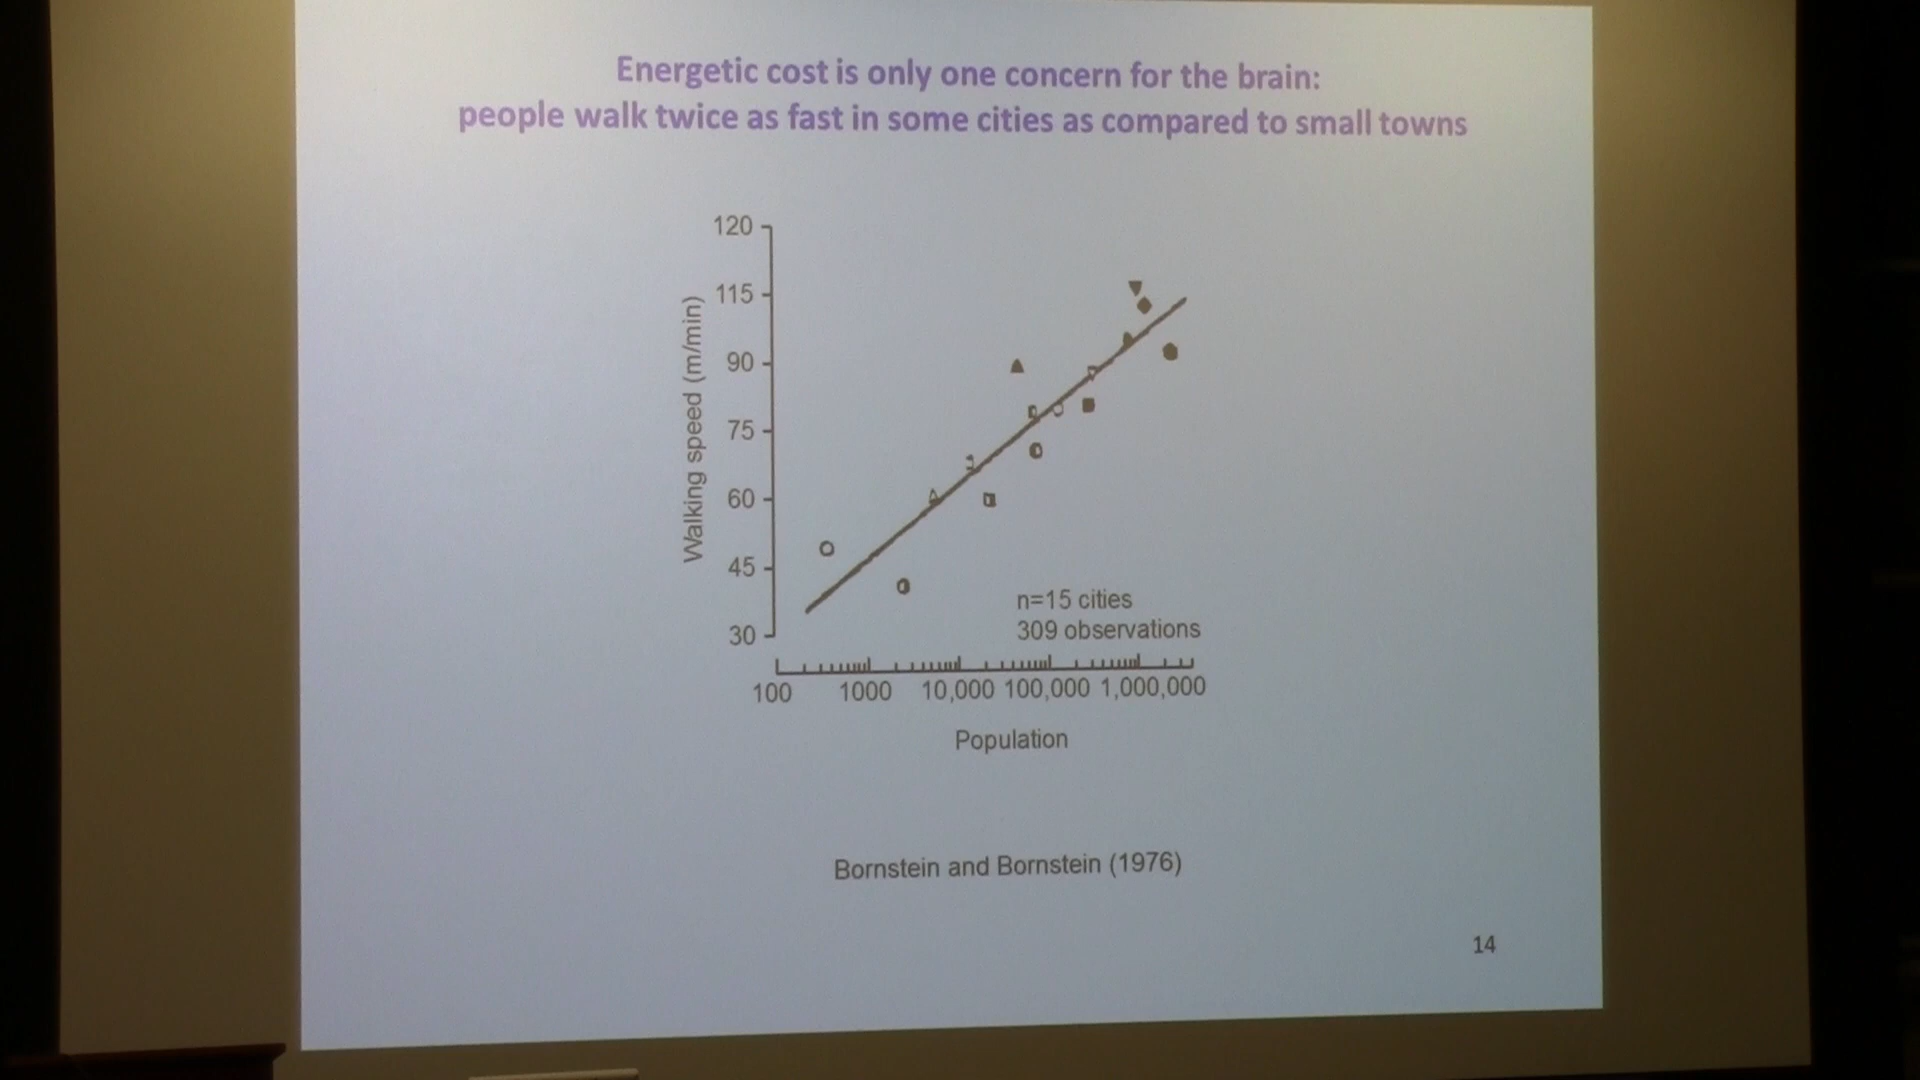 Energetic cost is only one concern for the brain:
people walk twice as fast in some cities as compared to small towns
120
115
90
75
60
45
30
Walking speed (m/min)
n=15 cities
309 observations
100 1000 10,000 100,000 1,000,000
Population
Bornstein and Bornstein (1976)
14